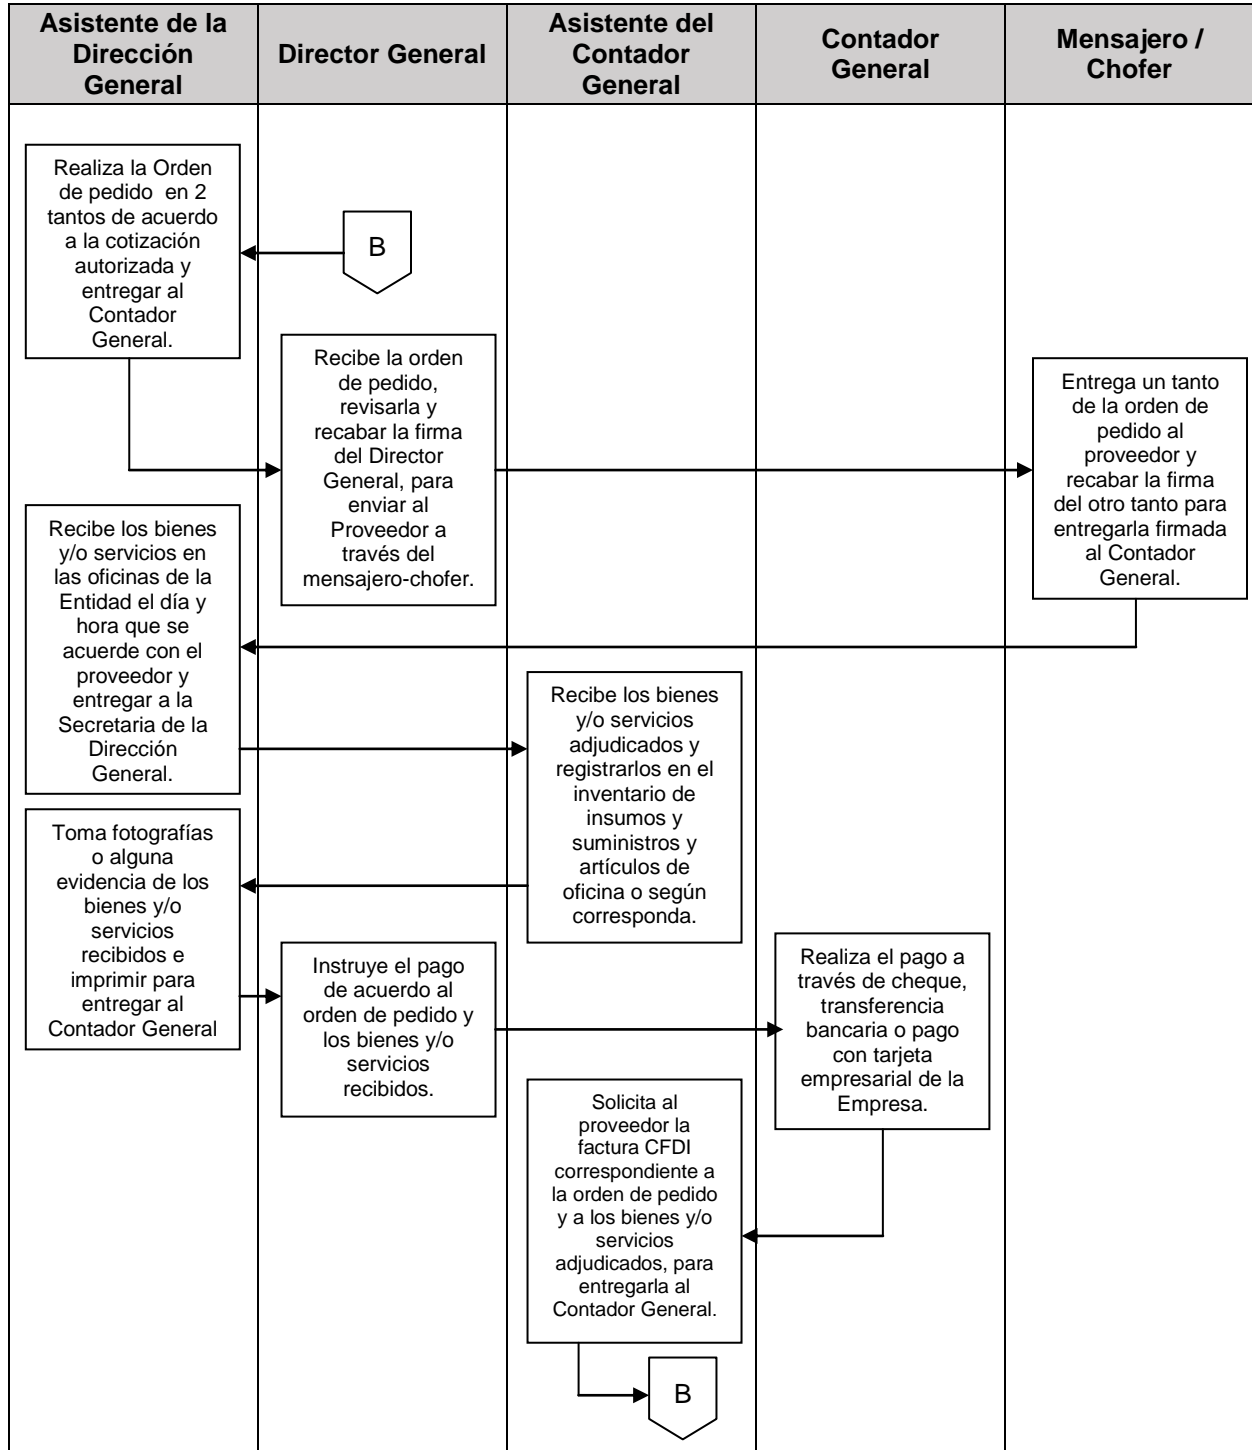 Asistente de la
Dirección
General
Director General
Asistente del
Contador
General
Contador
General
Mensajero /
Chofer
Realiza la Orden
de pedido en 2
tantos de acuerdo
a la cotización
autorizada y
entregar al
Contador
General.
B
Recibe la orden
de pedido,
revisarla y
recabar la firma
del Director
General, para
enviar al
Proveedor a
través del
mensajero-chofer.
Entrega un tanto
de la orden de
pedido al
proveedor y
recabar la firma
del otro tanto para
entregarla firmada
al Contador
General.
Recibe los bienes
y/o servicios en
las oficinas de la
Entidad el día y
hora que se
acuerde con el
proveedor y
entregar a la
Secretaria de la
Dirección
General.
Recibe los bienes
y/o servicios
adjudicados y
registrarlos en el
inventario de
insumos y
suministros y
artículos de
oficina o según
corresponda.
Toma fotografías
o alguna
evidencia de los
bienes y/o
servicios
recibidos e
imprimir para
entregar al
Contador General
Instruye el pago
de acuerdo al
orden de pedido y
los bienes y/o
servicios
recibidos.
Realiza el pago a
través de cheque,
transferencia
bancaria o pago
con tarjeta
empresarial de la
Empresa.
Solicita al
proveedor la
factura CFDI
correspondiente a
la orden de pedido
y a los bienes y/o
servicios
adjudicados, para
entregarla al
Contador General.
B